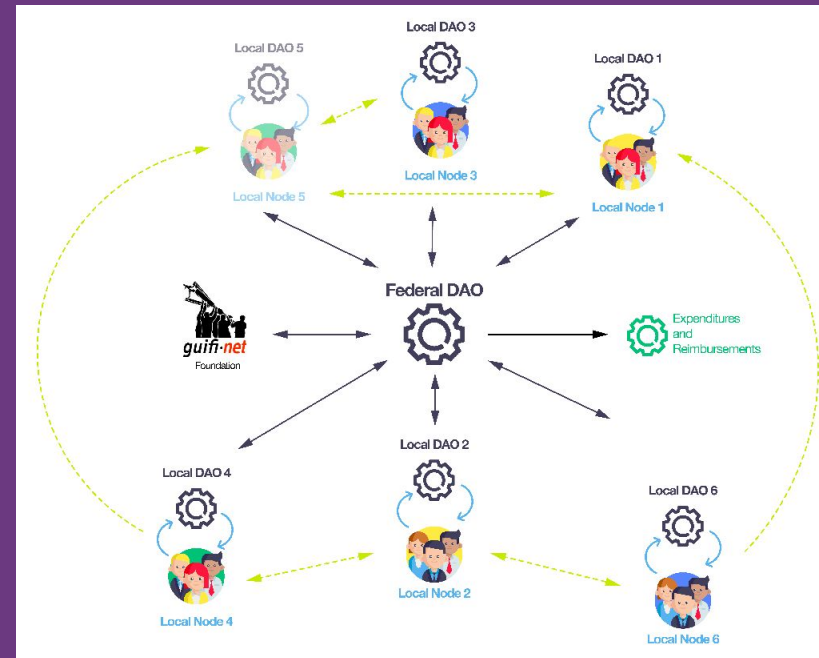 Local DAO 3
Local DAO 5
Local DAO 1
Local Node 3
Local Node 5
Local Node 1
Federal DAO
guifi·net
Foundation
Expenditures
and
Reimbursements
Local DAO 2
Local DAO 4
Local DAO 6
Local Node 2
Local Node 4
Local Node 6